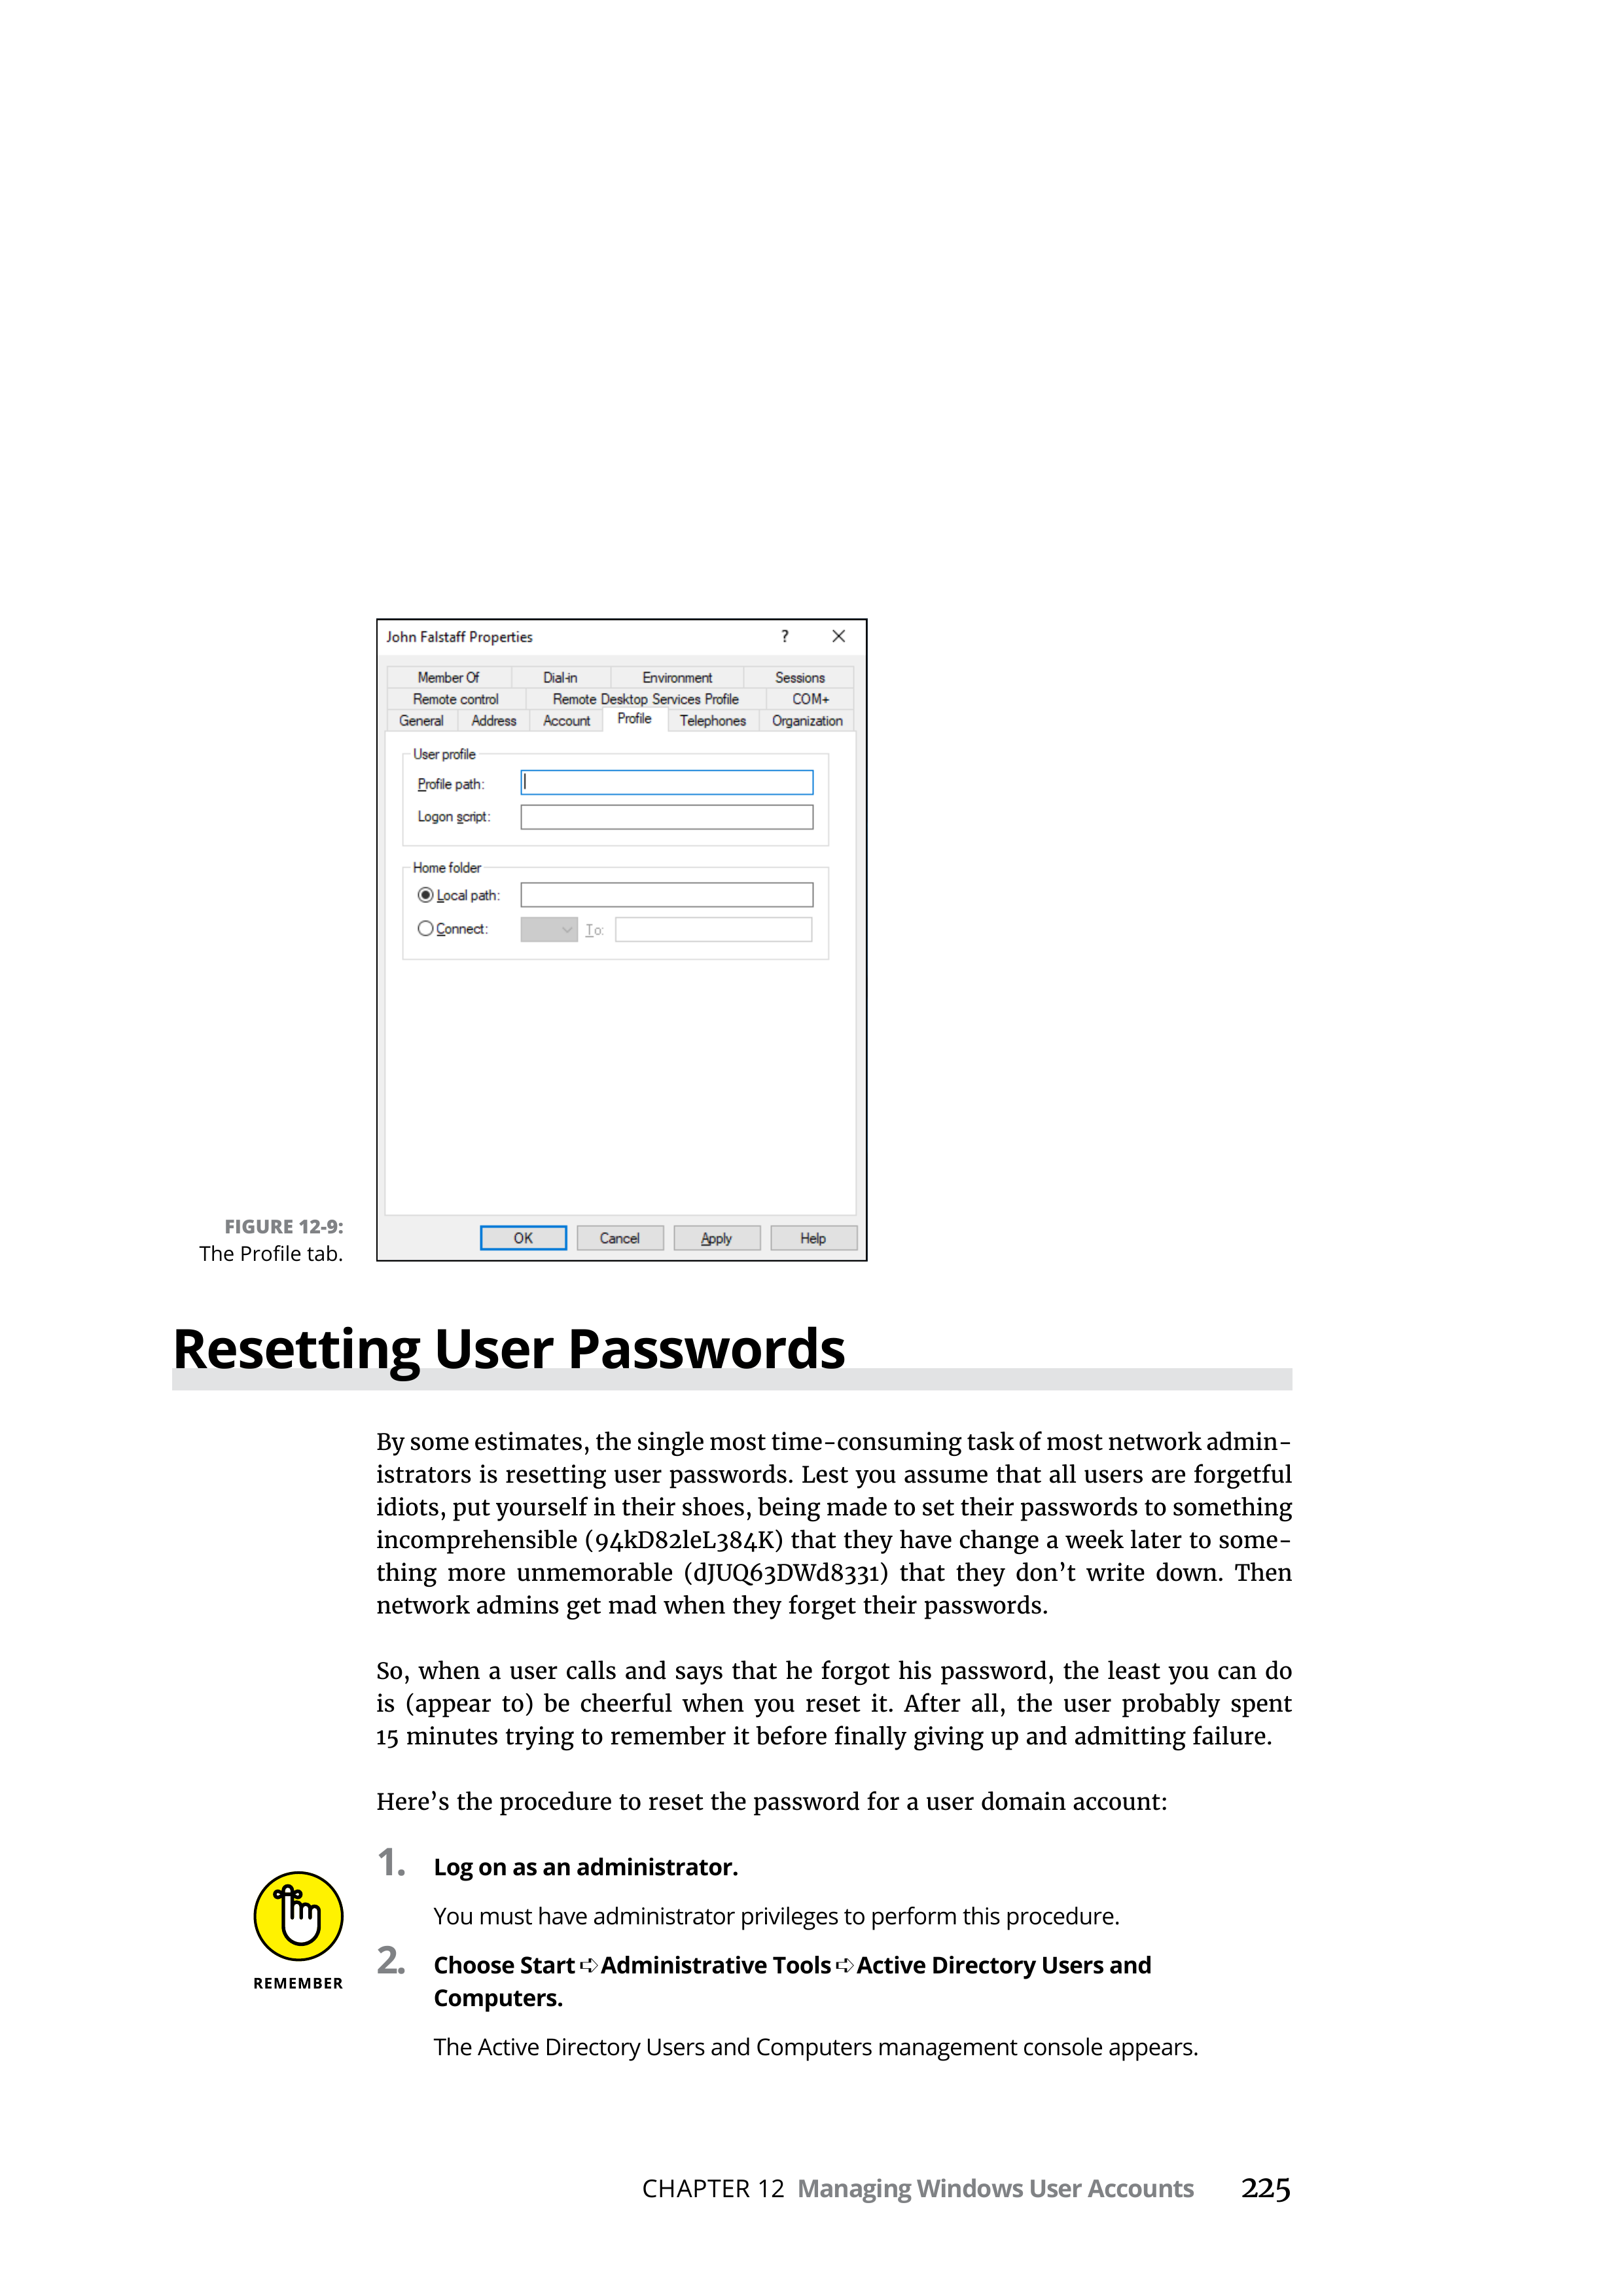 John Falstaff Properties ?
Member Of Dial-in Environment Sessions
Remote control Remote Desktop Services Profile COM+
General Address Account Profile Telephones Organization
User profile
Profile path:
Logon script:
Home folder
Local path:
Connect: To:
OK Cancel Apply Help
FIGURE 12-9:
The Profile tab.
Resetting User Passwords
By some estimates, the single most time-consuming task of most network admin-
istrators is resetting user passwords. Lest you assume that all users are forgetful
idiots, put yourself in their shoes, being made to set their passwords to something
incomprehensible (94kD82leL384K) that they have change a week later to some-
thing more unmemorable (dJUQ63DWd8331) that they don’t write down. Then
network admins get mad when they forget their passwords.
So, when a user calls and says that he forgot his password, the least you can do
is (appear to) be cheerful when you reset it. After all, the user probably spent
15 minutes trying to remember it before finally giving up and admitting failure.
Here’s the procedure to reset the password for a user domain account:
1. Log on as an administrator.
You must have administrator privileges to perform this procedure.
REMEMBER
2. Choose Start ➪ Administrative Tools ➪ Active Directory Users and
Computers.
The Active Directory Users and Computers management console appears.
CHAPTER 12 Managing Windows User Accounts 225